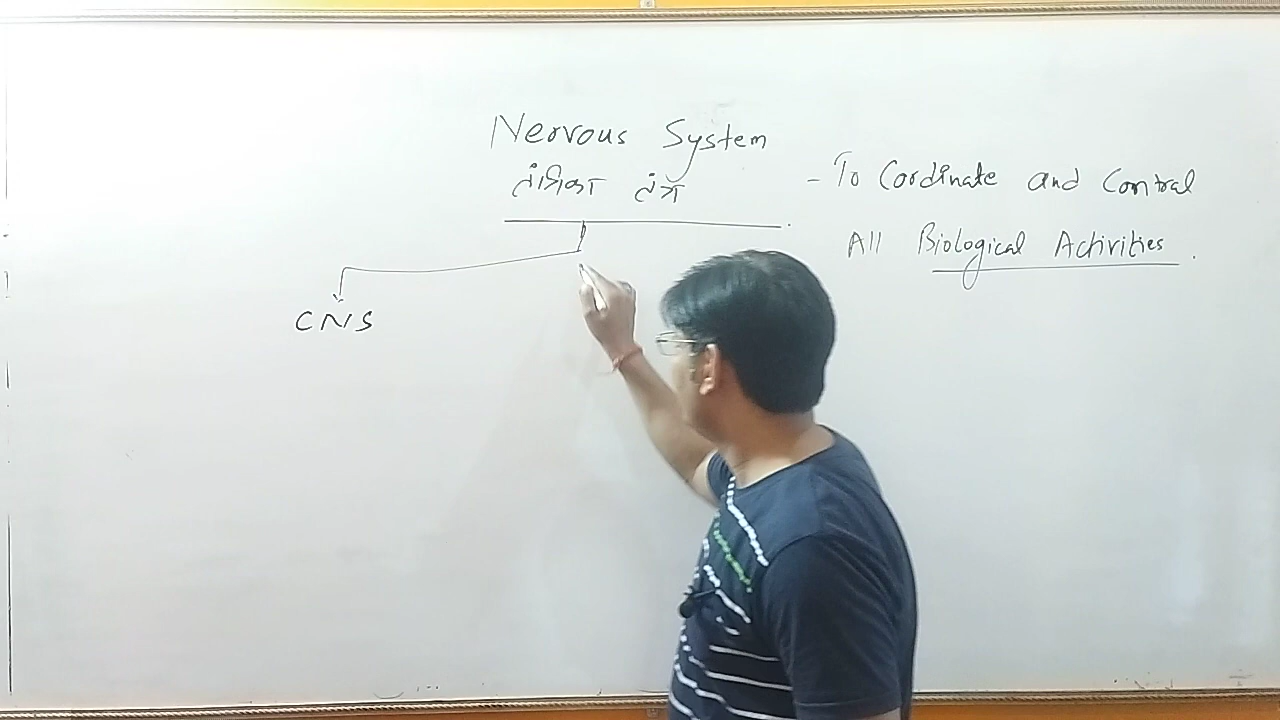 Nervous System
तंत्रिका तंत्र
- To Cordinate and Control
All Biological Activities.
CNS